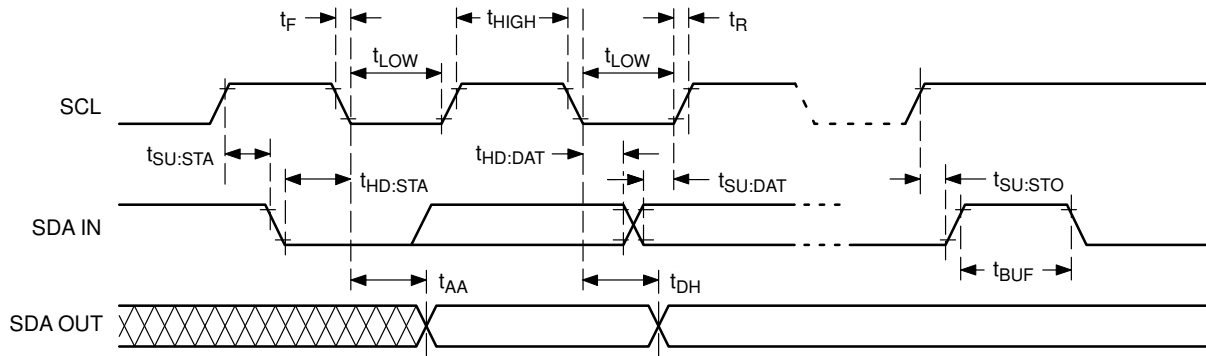 tF
tHIGH
tR
tLOW
tLOW
SCL
tSU:STA
tHD:DAT
tHD:STA
tSU:DAT
tSU:STO
SDA IN
tAA
tDH
tBUF
SDA OUT